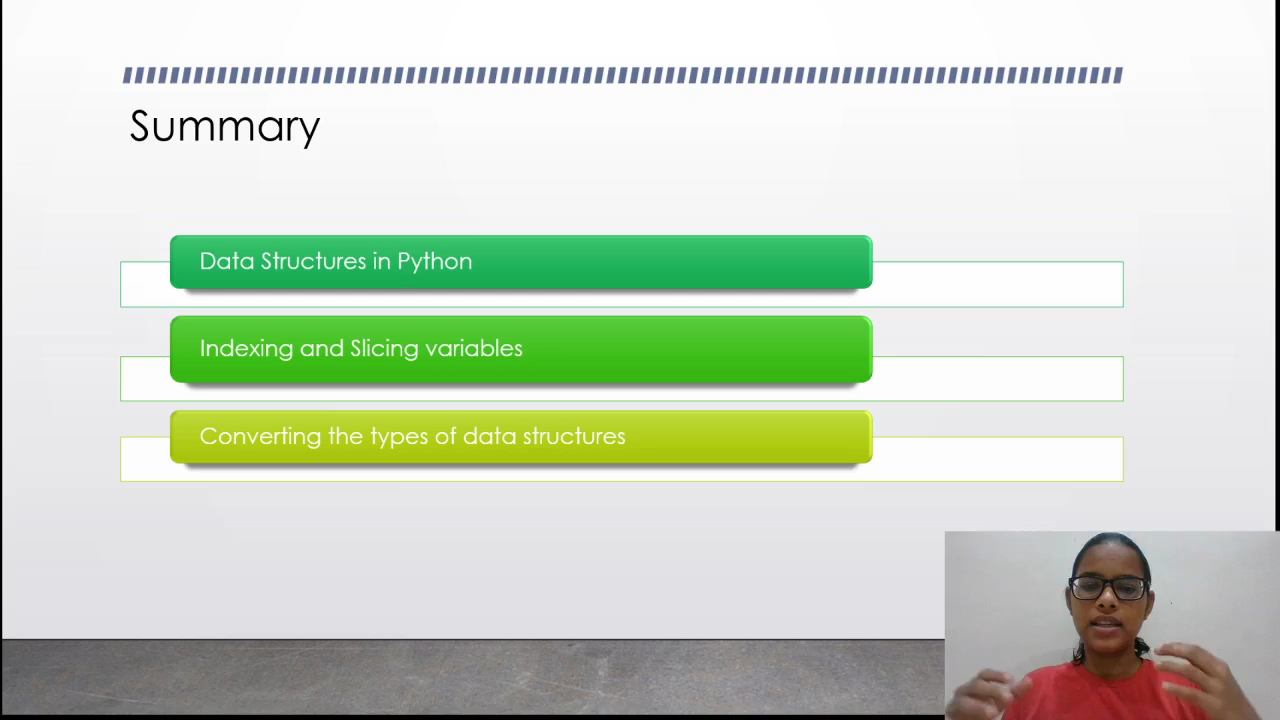 Summary
Data Structures in Python
Indexing and Slicing variables
Converting the types of data structures